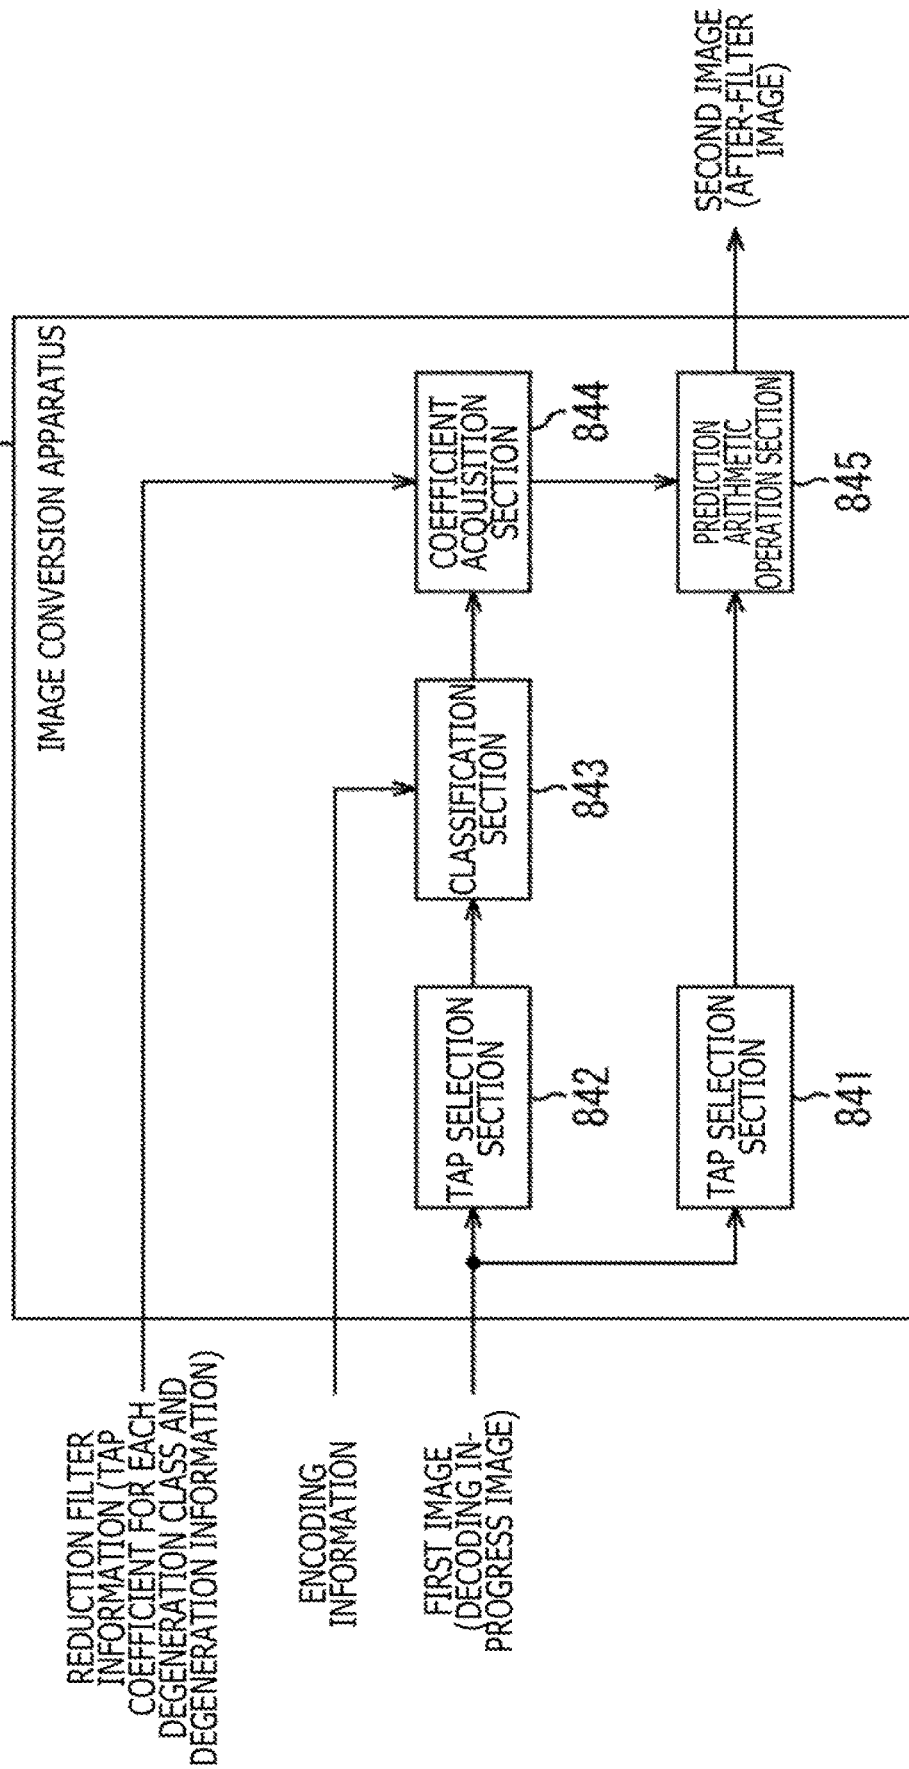 IMAGE CONVERSION APPARATUS
REDUCTION FILTER
INFORMATION (TAP
COEFFICIENT FOR EACH
DEGENERATION CLASS AND
DEGENERATION INFORMATION)
ENCODING
INFORMATION
FIRST IMAGE
(DECODING IN-
PROGRESS IMAGE)
TAP SELECTION
SECTION
842
CLASSIFICATION
SECTION
843
COEFFICIENT
ACQUISITION
SECTION
844
TAP SELECTION
SECTION
841
PREDICTION
ARITHMETIC
OPERATION SECTION
845
SECOND IMAGE
(AFTER-FILTER
IMAGE)